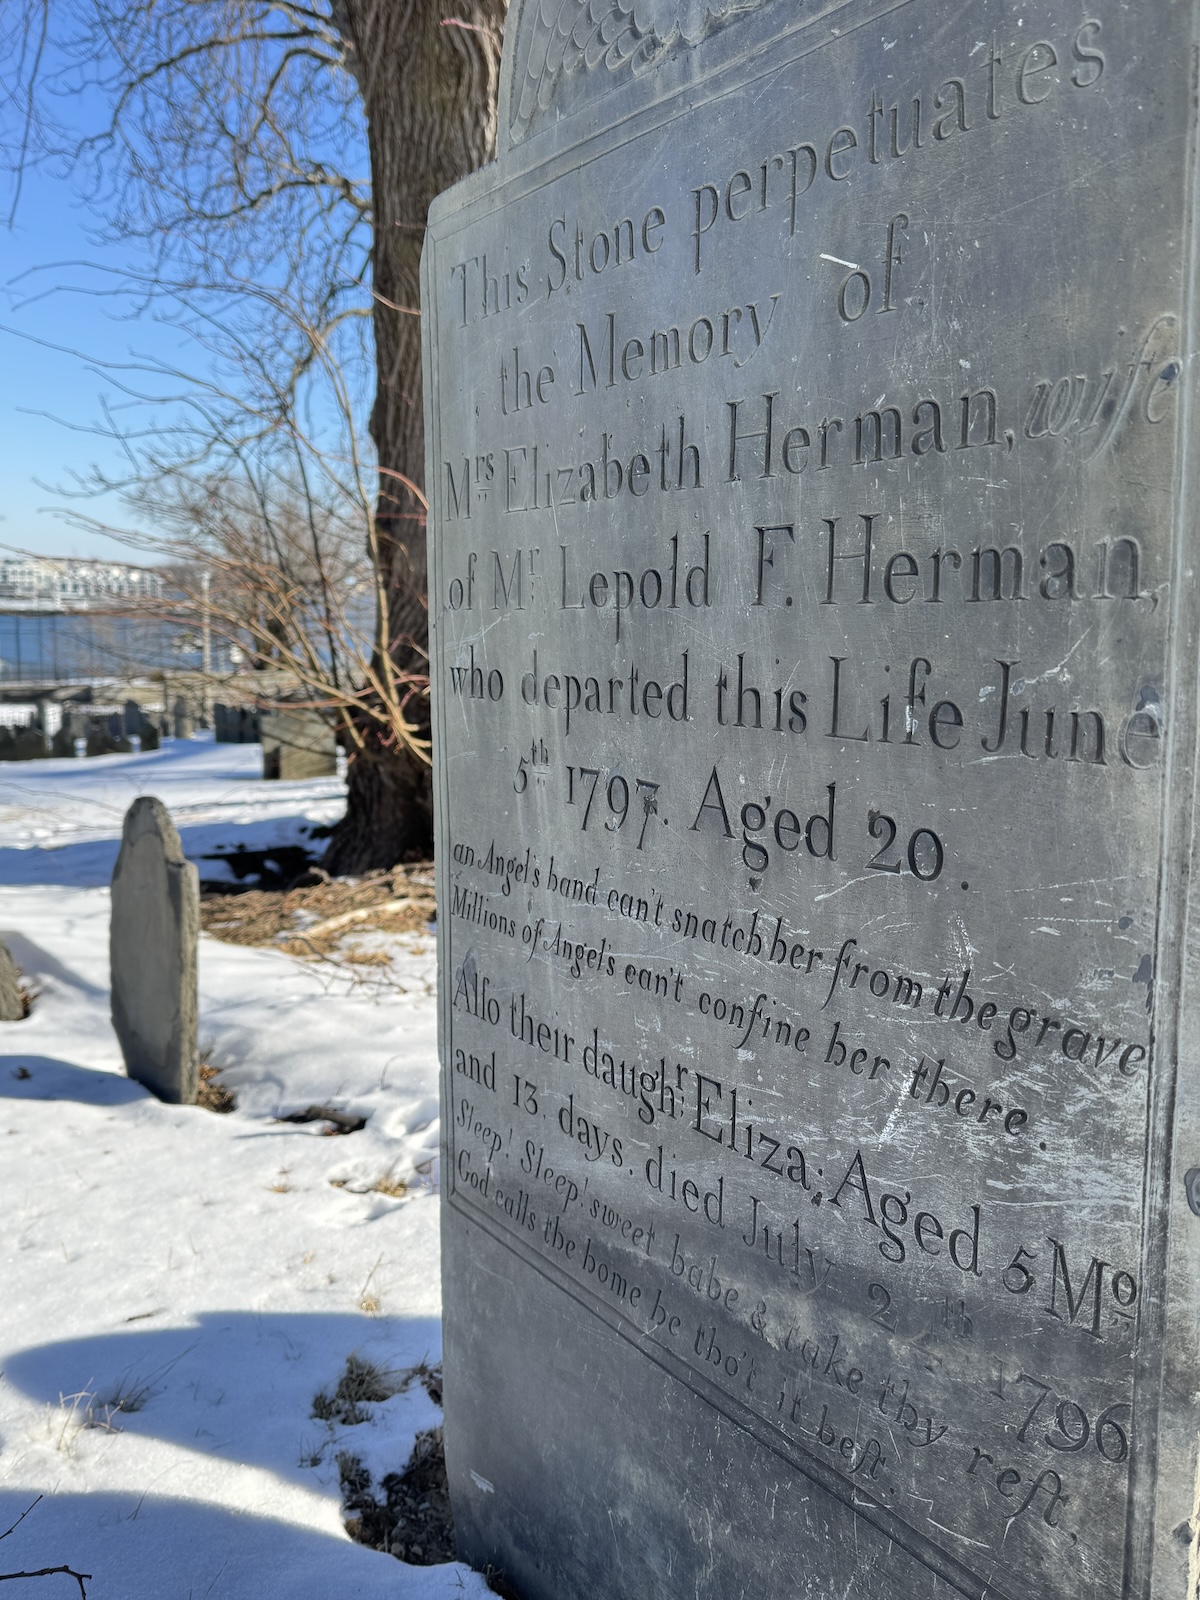 This Stone perpetuates
the Memory of
Mrs Elizabeth Herman, wife
of Mr Lepold F. Herman,
who departed this Life June
5th 1797. Aged 20.
an Angel's hand can't snatch her from the grave
Millions of Angel's can't confine her there.
Alſo their daughr Eliza; Aged 5 Mo
and 13. days. died July 2th 1796
Sleep! Sleep! sweet babe & take thy reſt,
God calls the home he tho't it beſt.